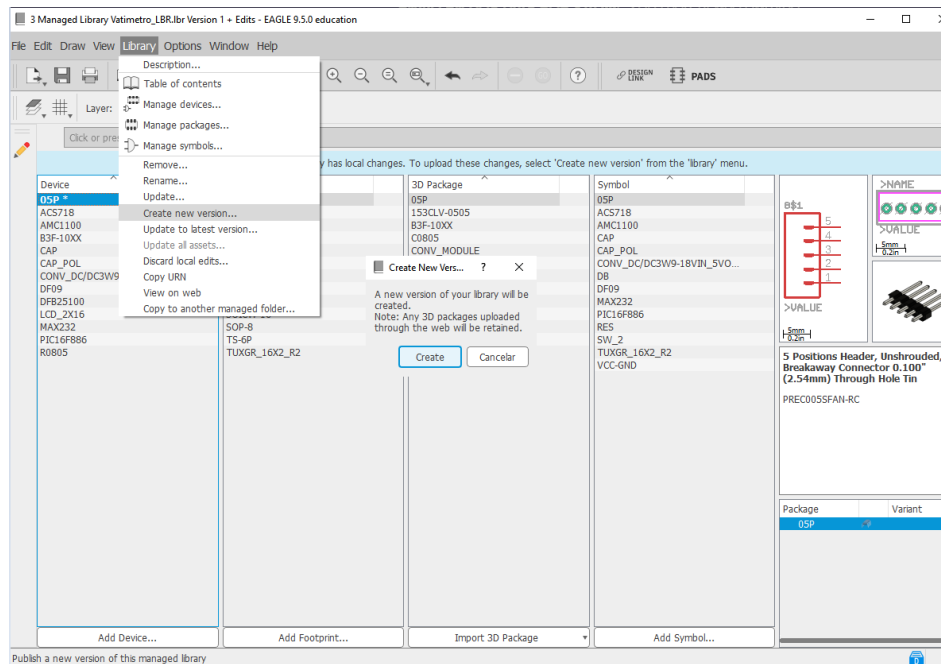 3 Managed Library Vatimetro_LBR.lbr Version 1 + Edits - EAGLE 9.5.0 education
File Edit Draw View Library Options Window Help
Description...
Table of contents
Manage devices...
Manage packages...
Manage symbols...
Remove...
Rename...
Update...
Create new version...
Update to latest version...
Update all assets...
Discard local edits...
Copy URN
View on web
Copy to another managed folder...
DESIGN
LINK
PADS
Layer:
Click or pre
y has local changes. To upload these changes, select 'Create new version' from the 'library' menu.
Device
05P *
ACS718
AMC1100
B3F-10XX
CAP
CAP_POL
CONV_DC/DC3W9
DF09
DFB25100
LCD_2X16
MAX232
PIC16F886
R0805
SOP-8
TS-6P
TUXGR_16X2_R2
3D Package
05P
153CLV-0505
B3F-10XX
C0805
CONV_MODULE
Create New Vers... ?
A new version of your library will be
created.
Note: Any 3D packages uploaded
through the web will be retained.
Create
Cancelar
Symbol
05P
ACS718
AMC1100
CAP
CAP_POL
CONV_DC/DC3W9-18VIN_5VO...
DB
DF09
MAX232
PIC16F886
RES
SW_2
TUXGR_16X2_R2
VCC-GND
B$1
5
4
3
2
1
>VALUE
5mm
0.2in
>NAME
>VALUE
5mm
0.2in
5 Positions Header, Unshrouded,
Breakaway Connector 0.100"
(2.54mm) Through Hole Tin
PREC005SFAN-RC
Package Variant
05P
Add Device...
Add Footprint...
Import 3D Package
Add Symbol...
Publish a new version of this managed library